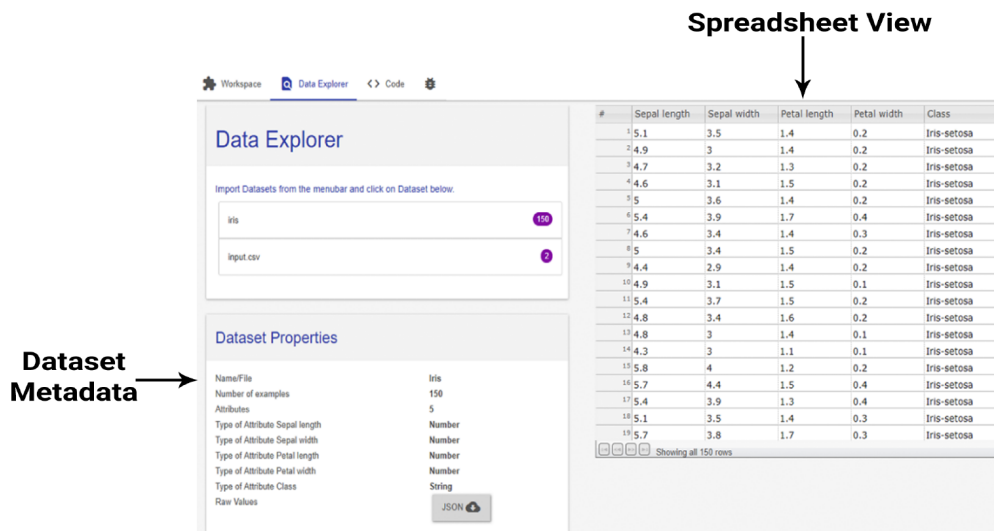 Spreadsheet View
Workspace Data Explorer <> Code
Data Explorer
Import Datasets from the menubar and click on Dataset below.
iris 150
input.csv 2
Dataset Properties
Dataset
Metadata
Name/File Iris
Number of examples 150
Attributes 5
Type of Attribute Sepal length Number
Type of Attribute Sepal width Number
Type of Attribute Petal length Number
Type of Attribute Petal width Number
Type of Attribute Class String
Raw Values
JSON
# Sepal length Sepal width Petal length Petal width Class
1 5.1 3.5 1.4 0.2 Iris-setosa
2 4.9 3 1.4 0.2 Iris-setosa
3 4.7 3.2 1.3 0.2 Iris-setosa
4 4.6 3.1 1.5 0.2 Iris-setosa
5 5 3.6 1.4 0.2 Iris-setosa
6 5.4 3.9 1.7 0.4 Iris-setosa
7 4.6 3.4 1.4 0.3 Iris-setosa
8 5 3.4 1.5 0.2 Iris-setosa
9 4.4 2.9 1.4 0.2 Iris-setosa
10 4.9 3.1 1.5 0.1 Iris-setosa
11 5.4 3.7 1.5 0.2 Iris-setosa
12 4.8 3.4 1.6 0.2 Iris-setosa
13 4.8 3 1.4 0.1 Iris-setosa
14 4.3 3 1.1 0.1 Iris-setosa
15 5.8 4 1.2 0.2 Iris-setosa
16 5.7 4.4 1.5 0.4 Iris-setosa
17 5.4 3.9 1.3 0.4 Iris-setosa
18 5.1 3.5 1.4 0.3 Iris-setosa
19 5.7 3.8 1.7 0.3 Iris-setosa
Showing all 150 rows